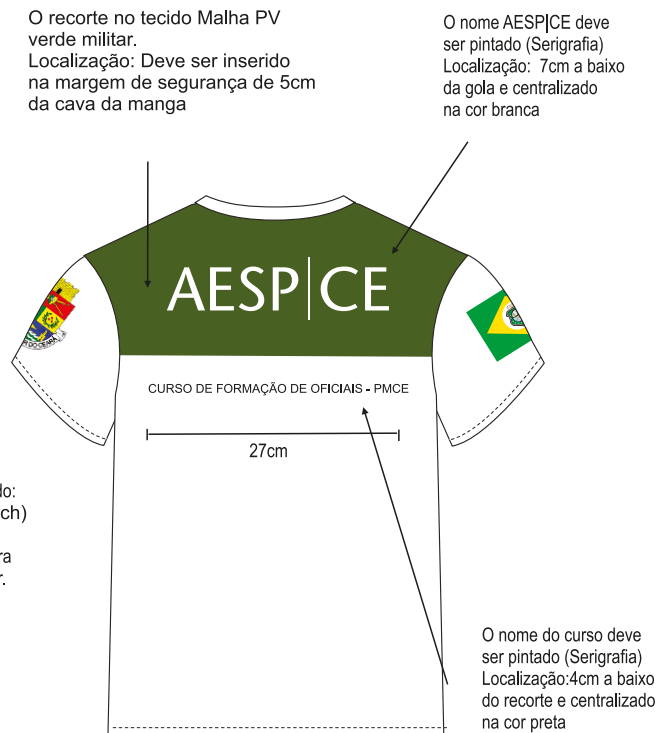 O recorte no tecido Malha PV
verde militar.
Localização: Deve ser inserido
na margem de segurança de 5cm
da cava da manga
O nome AESP|CE deve
ser pintado (Serigrafia)
Localização: 7cm a baixo
da gola e centralizado
na cor branca
AESP|CE
CURSO DE FORMAÇÃO DE OFICIAIS - PMCE
27cm
do:
ch)
ra
r.
O nome do curso deve
ser pintado (Serigrafia)
Localização:4cm a baixo
do recorte e centralizado
na cor preta